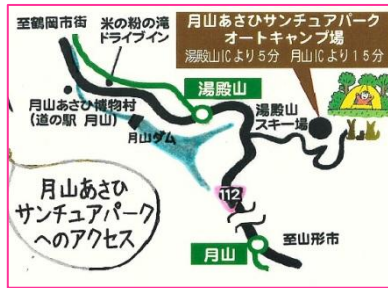 至鶴岡市街
米の粉の滝
ドライブイン
月山あさひサンチュアパーク
オートキャンプ場
湯殿山ICより5分 月山ICより15分
月山あさひ博物村
(道の駅 月山)
月山ダム
湯殿山
湯殿山
スキー場
月山あさひ
サンチュアパーク
へのアクセス
112
月山
至山形市